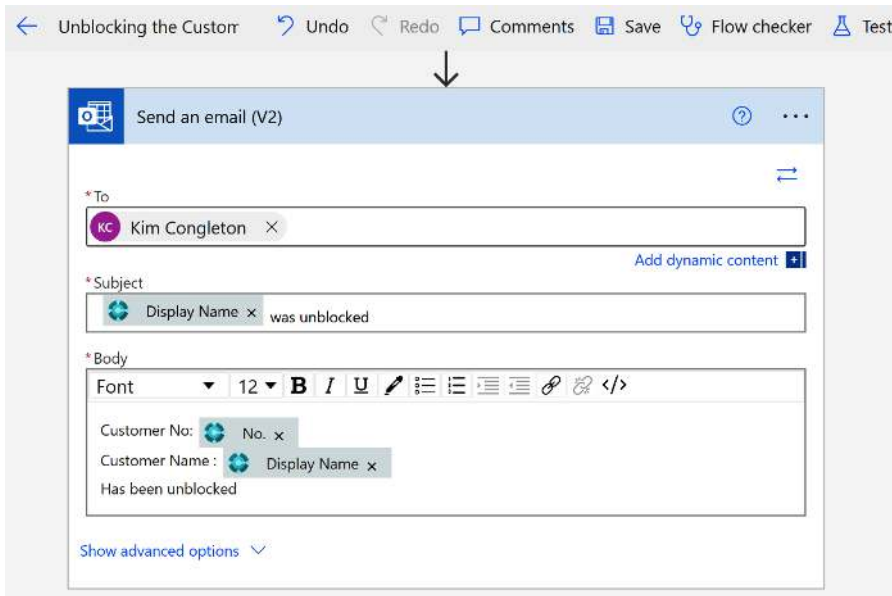 Unblocking the Custom Undo Redo Comments Save Flow checker Test
Send an email (V2)
* To
KC Kim Congleton ×
Add dynamic content +
* Subject
Display Name × was unblocked
* Body
Font 12 B I U </>
Customer No: No. ×
Customer Name : Display Name ×
Has been unblocked
Show advanced options